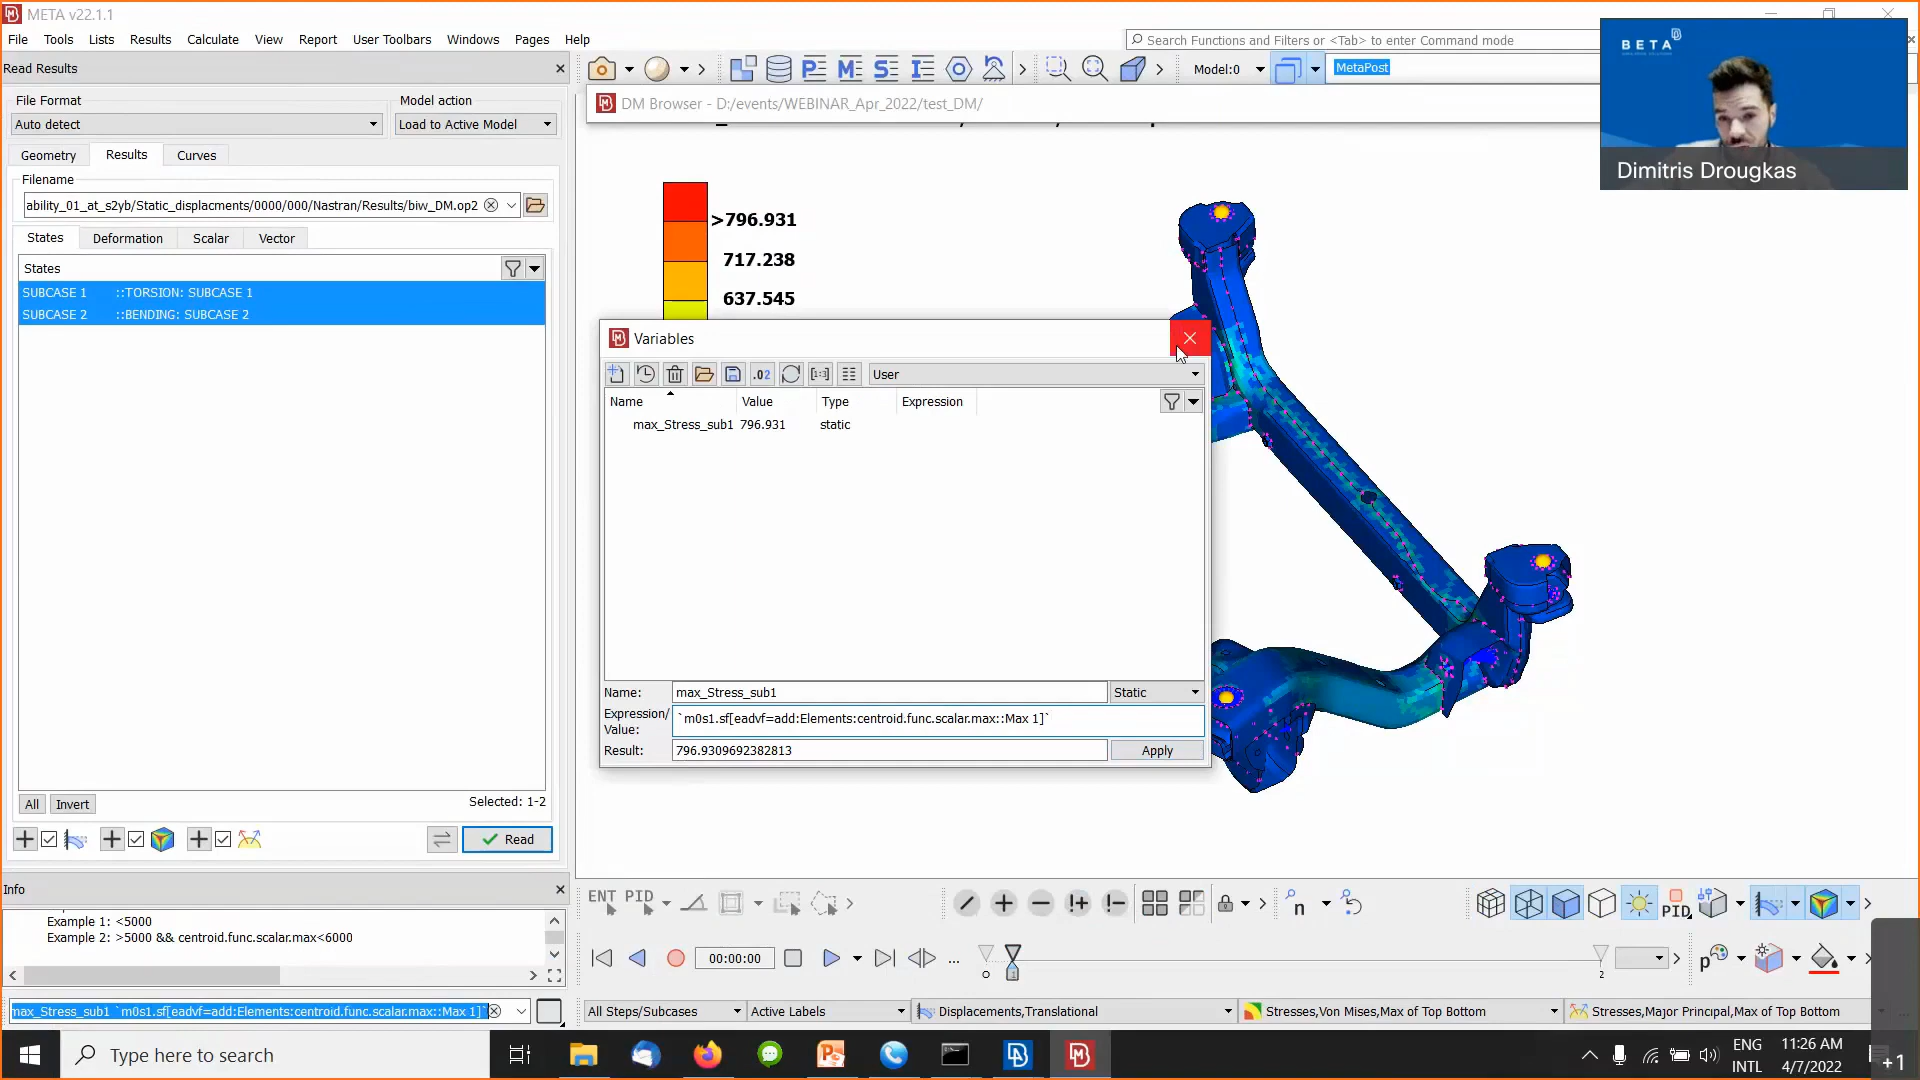 META v22.1.1
File Tools Lists Results Calculate View Report User Toolbars Windows Pages Help
Search Functions and Filters or <Tab> to enter Command mode
Read Results
Model:0
MetaPost
BETA
File Format
Model action
Auto detect
Load to Active Model
DM Browser - D:/events/WEBINAR_Apr_2022/test_DM/
Geometry Results Curves
Dimitris Drougkas
Filename
ability_01_at_s2yb/Static_displacments/0000/000/Nastran/Results/biw_DM.op2
States Deformation Scalar Vector
States
SUBCASE 1 ::TORSION: SUBCASE 1
SUBCASE 2 ::BENDING: SUBCASE 2
>796.931
717.238
637.545
Variables
User
Name Value Type Expression
max_Stress_sub1 796.931 static
Name: max_Stress_sub1 Static
Expression/
Value:
`m0s1.sf[eadvf=add:Elements:centroid.func.scalar.max::Max 1]`
Result: 796.9309692382813 Apply
All Invert Selected: 1-2
Read
Info
Example 1: <5000
Example 2: >5000 && centroid.func.scalar.max<6000
ENT PID
PID
00:00:00
0
1
2
max_Stress_sub1 `m0s1.sf[eadvf=add:Elements:centroid.func.scalar.max::Max 1]`
All Steps/Subcases Active Labels Displacements,Translational Stresses,Von Mises,Max of Top Bottom Stresses,Major Principal,Max of Top Bottom
Type here to search
ENG
INTL
11:26 AM
4/7/2022
+1